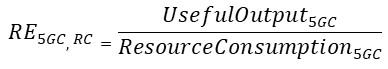 RE5GC, RC = UsefulOutput5GC / ResourceConsumption5GC